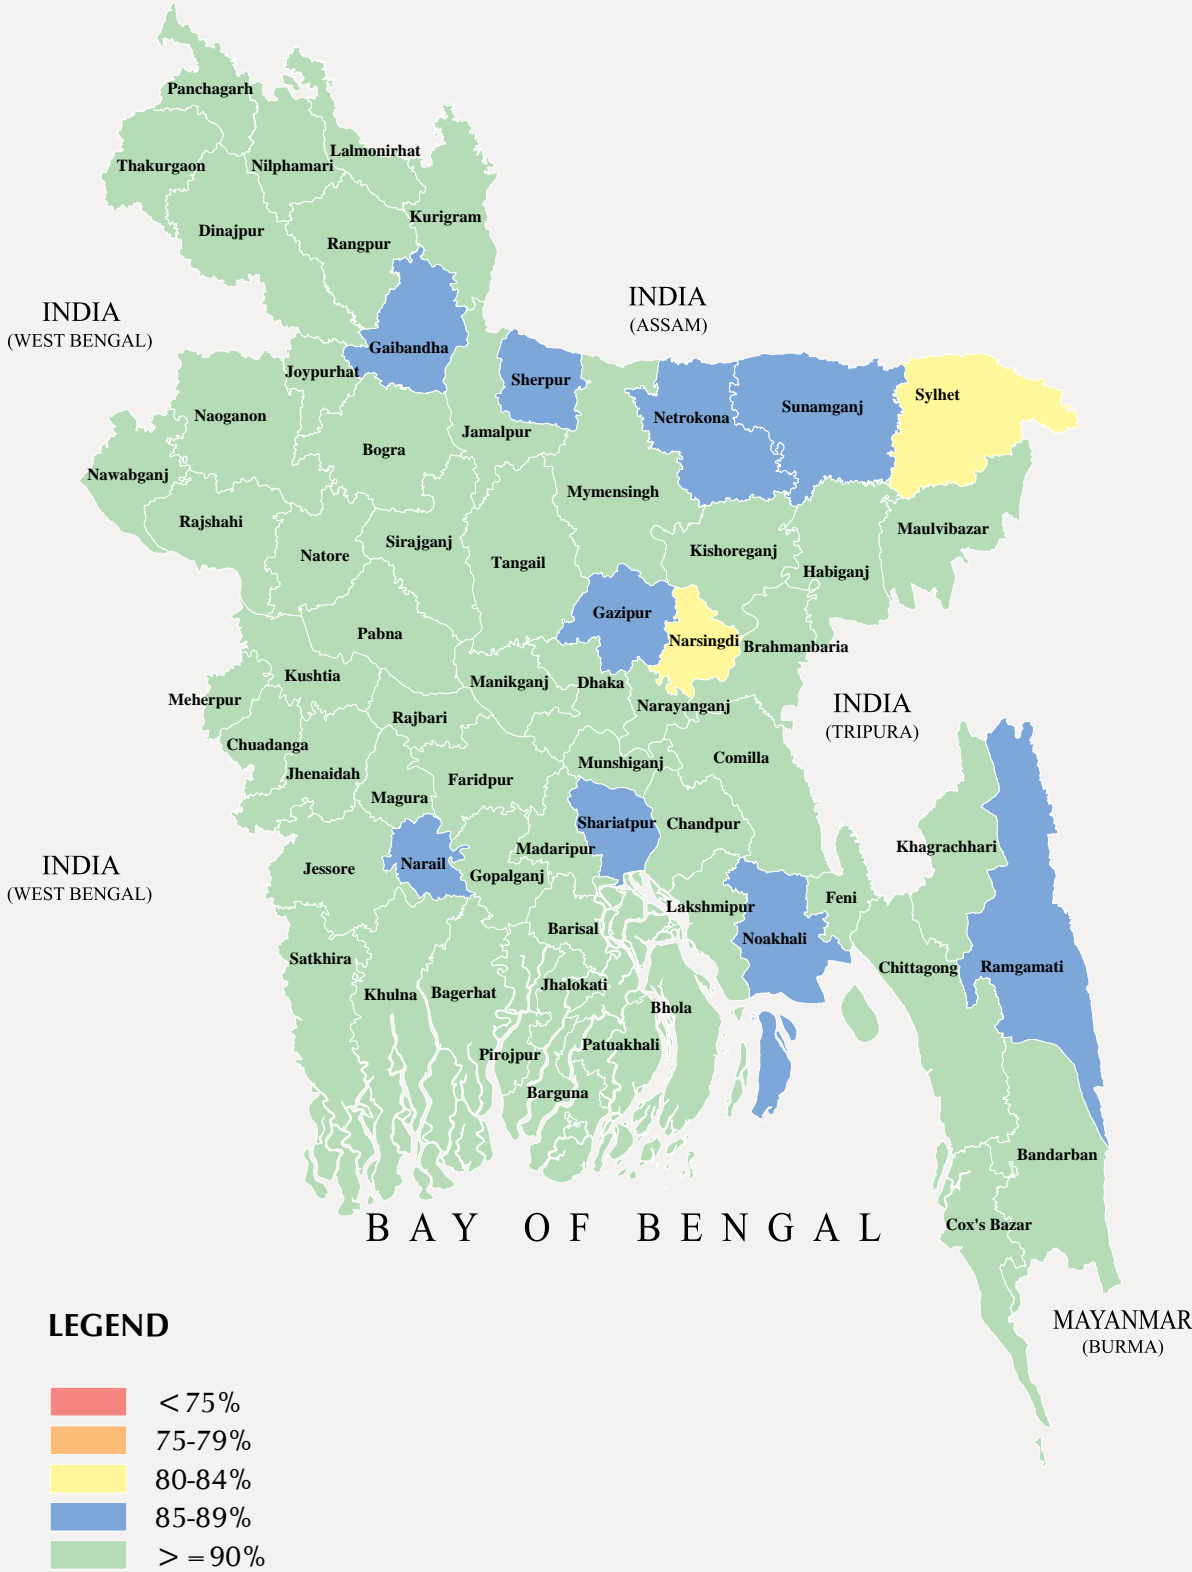 Panchagarh
Thakurgaon
Nilphamari
Lalmonirhat
Dinajpur
Rangpur
Kurigram
INDIA
(WEST BENGAL)
INDIA
(ASSAM)
Gaibandha
Joypurhat
Sherpur
Netrokona
Sunamganj
Sylhet
Naoganon
Bogra
Jamalpur
Nawabganj
Mymensingh
Rajshahi
Natore
Sirajganj
Tangail
Kishoreganj
Habiganj
Maulvibazar
Gazipur
Pabna
Narsingdi
Brahmanbaria
Kushtia
Manikganj
Dhaka
Meherpur
Narayanganj
Rajbari
INDIA
(TRIPURA)
Chuadanga
Jhenaidah
Munshiganj
Comilla
Faridpur
Magura
Shariatpur
Chandpur
Madaripur
Khagrachhari
INDIA
(WEST BENGAL)
Jessore
Narail
Gopalganj
Lakshmipur
Feni
Barisal
Noakhali
Satkhira
Chittagong
Ramgamati
Khulna
Bagerhat
Jhalokati
Bhola
Pirojpur
Patuakhali
Barguna
Bandarban
BAY OF BENGAL
Cox's Bazar
MAYANMAR
(BURMA)
LEGEND
<75%
75-79%
80-84%
85-89%
>=90%